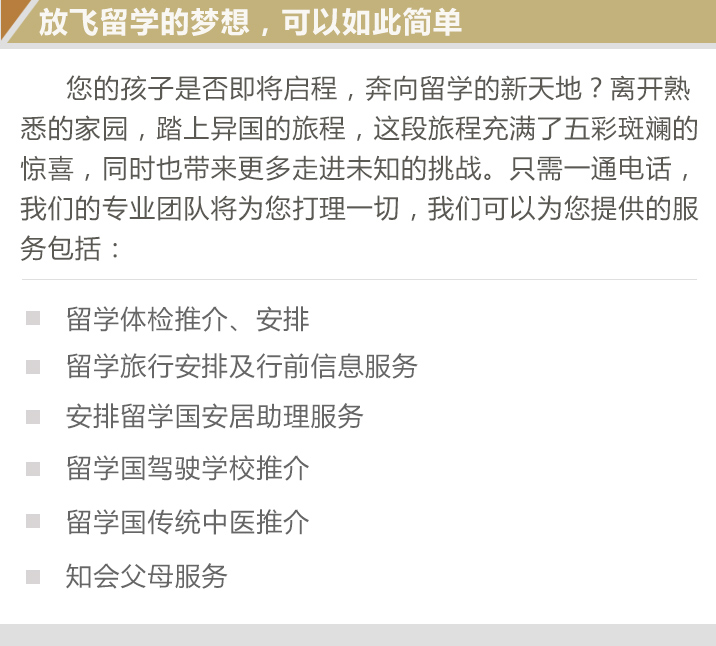 放飞留学的梦想，可以如此简单
您的孩子是否即将启程，奔向留学的新天地？离开熟
悉的家园，踏上异国的旅程，这段旅程充满了五彩斑斓的
惊喜，同时也带来更多走进未知的挑战。只需一通电话，
我们的专业团队将为您打理一切，我们可以为您提供的服
务包括：
留学体检推介、安排
留学旅行安排及行前信息服务
安排留学国安居助理服务
留学国驾驶学校推介
留学国传统中医推介
知会父母服务